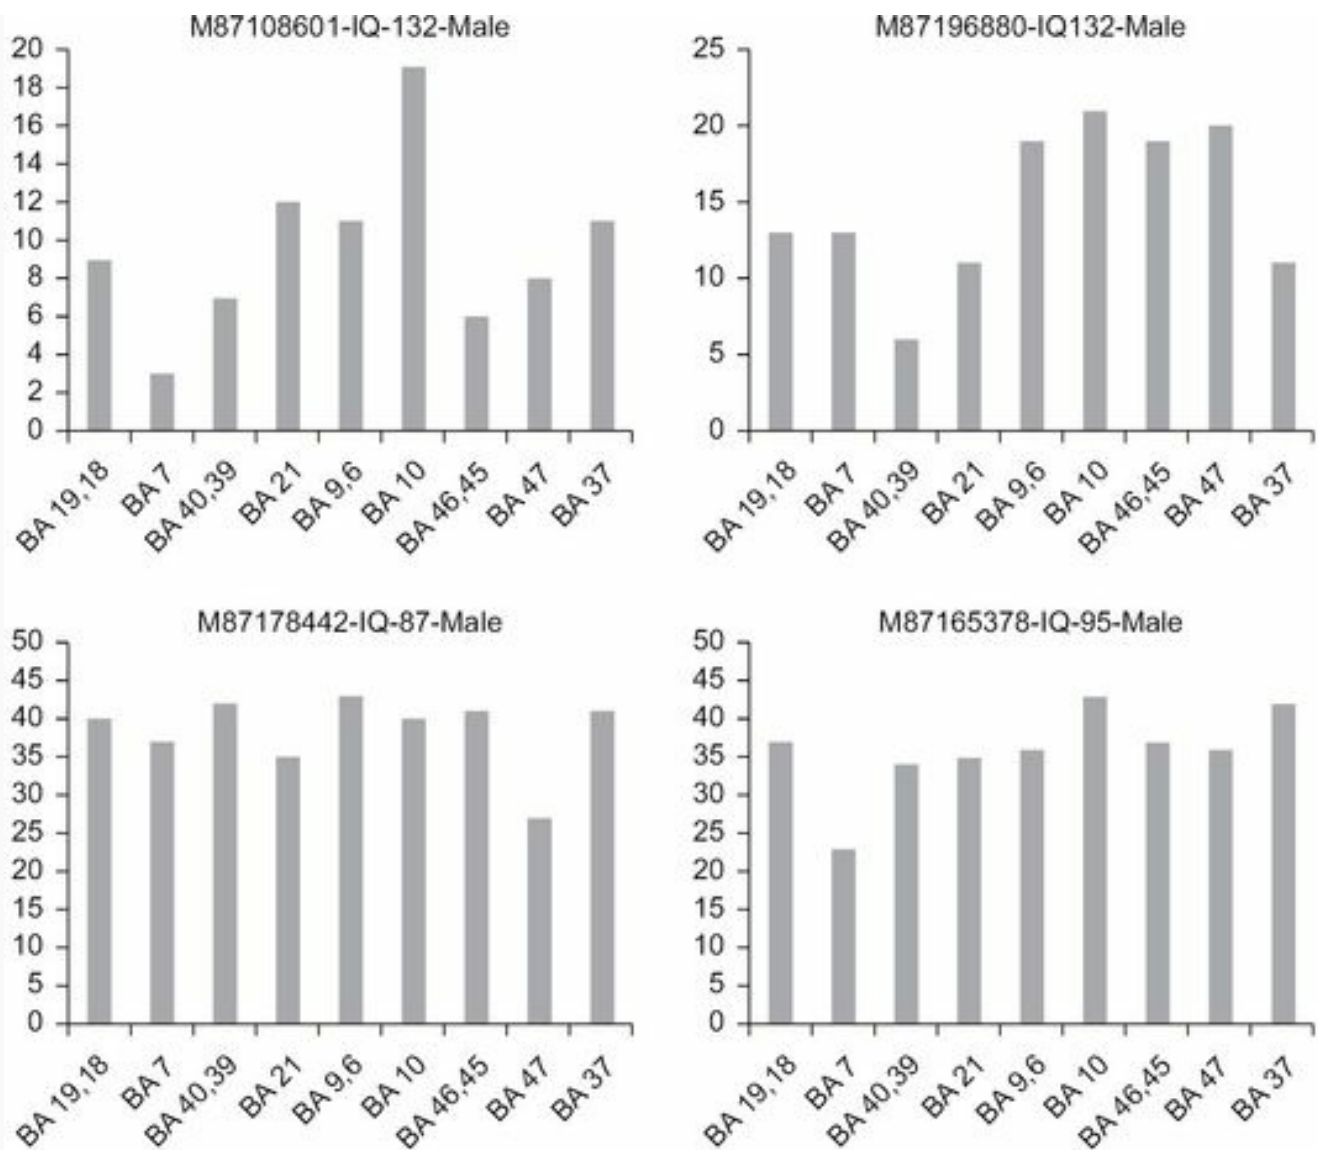 M87108601-IQ-132-Male
20
18
16
14
12
10
8
6
4
2
0
BA 19,18
BA 7
BA 40,39
BA 21
BA 9,6
BA 10
BA 46,45
BA 47
BA 37
M87196880-IQ132-Male
25
20
15
10
5
0
BA 19,18
BA 7
BA 40,39
BA 21
BA 9,6
BA 10
BA 46,45
BA 47
BA 37
M87178442-IQ-87-Male
50
45
40
35
30
25
20
15
10
5
0
BA 19,18
BA 7
BA 40,39
BA 21
BA 9,6
BA 10
BA 46,45
BA 47
BA 37
M87165378-IQ-95-Male
50
45
40
35
30
25
20
15
10
5
0
BA 19,18
BA 7
BA 40,39
BA 21
BA 9,6
BA 10
BA 46,45
BA 47
BA 37